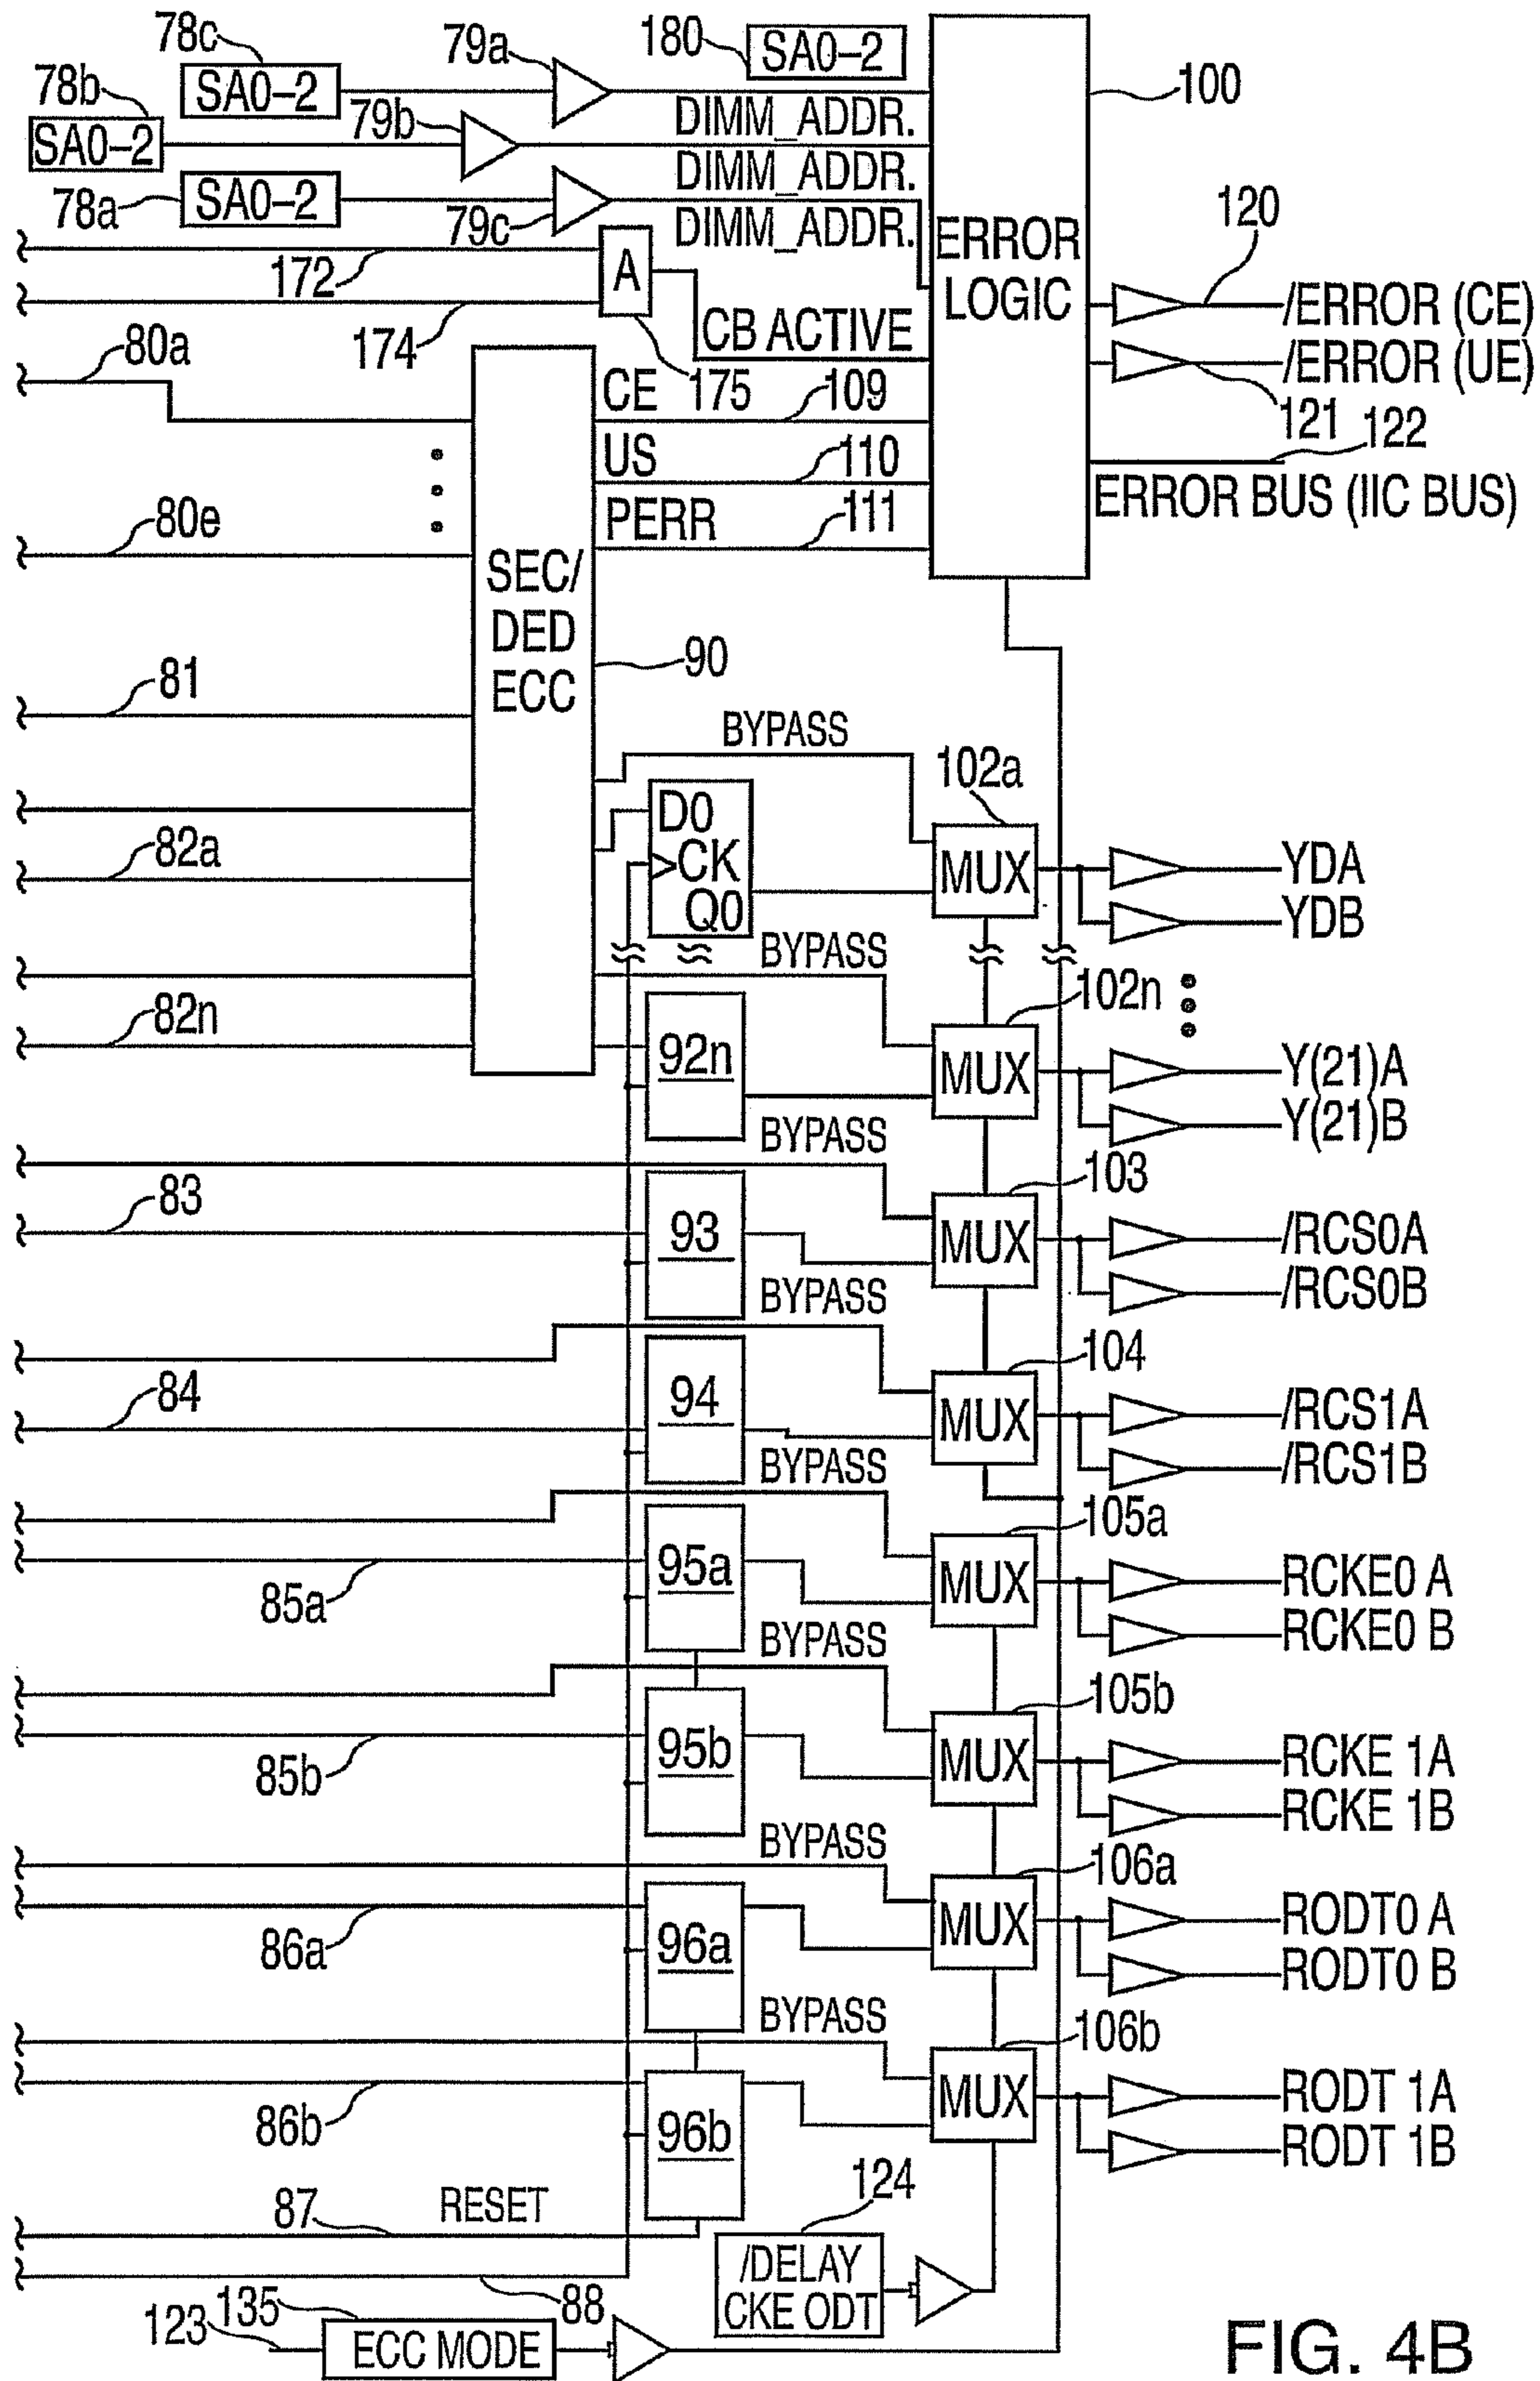 78c
79a
180
SA0–2
100
78b
SA0–2
79b
DIMM_ADDR.
SA0–2
DIMM_ADDR.
78a
SA0–2
79c
DIMM_ADDR.
ERROR
LOGIC
120
172
A
/ERROR (CE)
174
CB ACTIVE
/ERROR (UE)
80a
175
CE
109
121
122
US
110
ERROR BUS (IIC BUS)
80e
PERR
111
SEC/
DED
ECC
90
81
BYPASS
102a
D0
CK
Q0
MUX
YDA
YDB
82a
BYPASS
102n
82n
92n
MUX
Y(21)A
Y(21)B
BYPASS
103
83
93
MUX
/RCS0A
/RCS0B
BYPASS
104
84
94
MUX
/RCS1A
/RCS1B
BYPASS
105a
95a
MUX
RCKE0 A
RCKE0 B
85a
BYPASS
105b
95b
MUX
RCKE 1A
RCKE 1B
85b
BYPASS
106a
96a
MUX
RODT0 A
RODT0 B
86a
BYPASS
106b
96b
MUX
RODT 1A
RODT 1B
86b
124
87
RESET
/DELAY
CKE ODT
88
135
123
ECC MODE
FIG. 4B